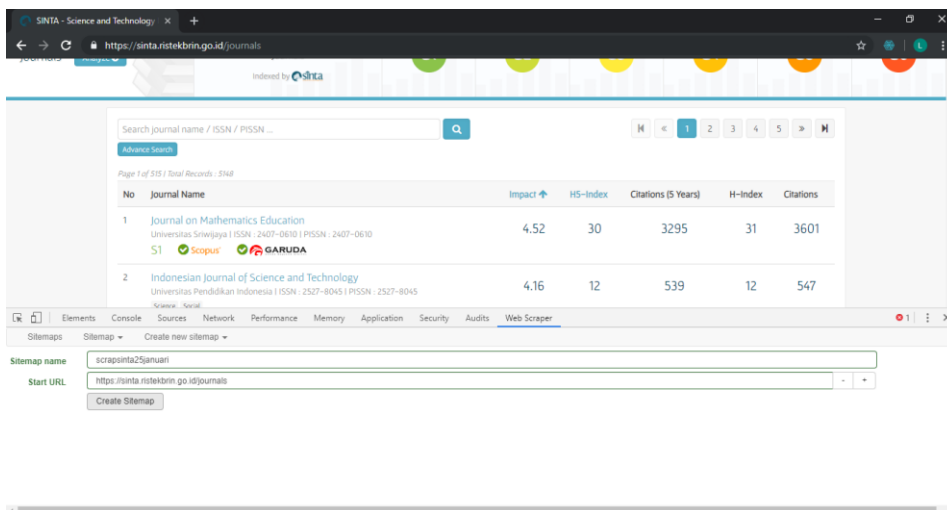 SINTA - Science and Technology
https://sinta.ristekbrin.go.id/journals
L
Indexed by sinta
Search journal name / ISSN / PISSN ...
1 2 3 4 5
Advance Search
Page 1 of 515 | Total Records : 5148
No Journal Name Impact H5-Index Citations (5 Years) H-Index Citations
1 Journal on Mathematics Education 4.52 30 3295 31 3601
Universitas Sriwijaya | ISSN : 2407-0610 | PISSN : 2407-0610
S1 Scopus GARUDA
2 Indonesian Journal of Science and Technology 4.16 12 539 12 547
Universitas Pendidikan Indonesia | ISSN : 2527-8045 | PISSN : 2527-8045
Science Social
Elements Console Sources Network Performance Memory Application Security Audits Web Scraper 1
Sitemaps Sitemap Create new sitemap
Sitemap name scrapsinta25januari
Start URL https://sinta.ristekbrin.go.id/journals - +
Create Sitemap